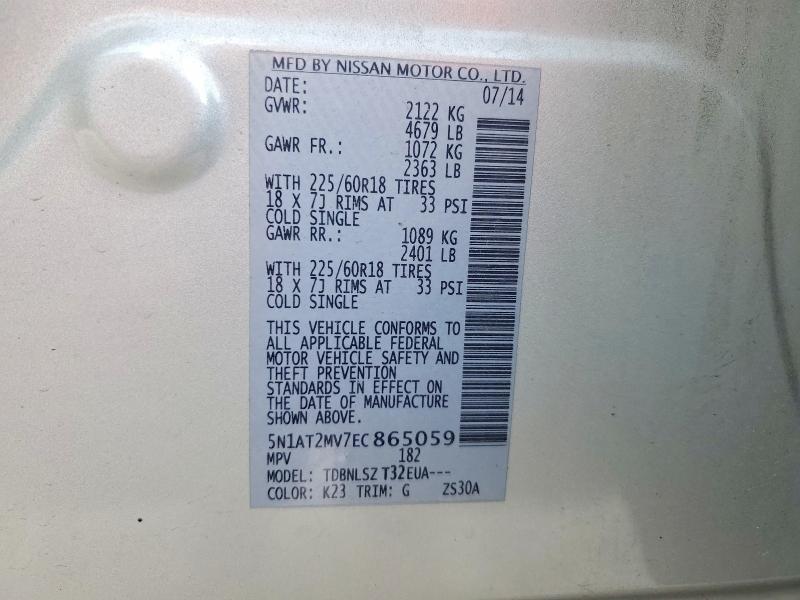 MFD BY NISSAN MOTOR CO., LTD.
DATE: 07/14
GVWR: 2122 KG
4679 LB
GAWR FR.: 1072 KG
2363 LB
WITH 225/60R18 TIRES
18 X 7J RIMS AT 33 PSI
COLD SINGLE
GAWR RR.: 1089 KG
2401 LB
WITH 225/60R18 TIRES
18 X 7J RIMS AT 33 PSI
COLD SINGLE
THIS VEHICLE CONFORMS TO
ALL APPLICABLE FEDERAL
MOTOR VEHICLE SAFETY AND
THEFT PREVENTION
STANDARDS IN EFFECT ON
THE DATE OF MANUFACTURE
SHOWN ABOVE.
5N1AT2MV7EC865059
MPV 182
MODEL: TDBNLSZ T32EUA---
COLOR: K23 TRIM: G ZS30A